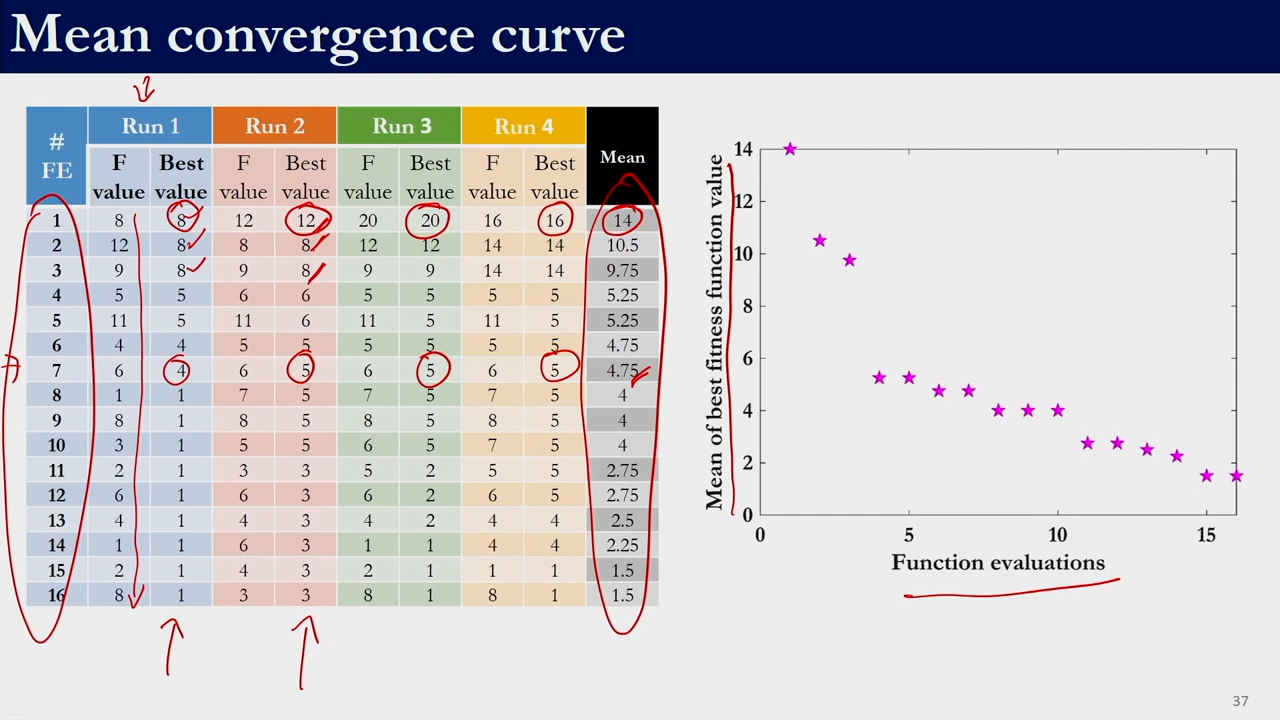 Mean convergence curve
# FE Run 1 Run 2 Run 3 Run 4 Mean
F value Best value F value Best value F value Best value F value Best value
1 8 8 12 12 20 20 16 16 14
2 12 8 8 8 12 12 14 14 10.5
3 9 8 9 8 9 9 14 14 9.75
4 5 5 6 6 5 5 5 5 5.25
5 11 5 11 6 11 5 11 5 5.25
6 4 4 5 5 5 5 5 5 4.75
7 6 4 6 5 6 5 6 5 4.75
8 1 1 7 5 7 5 7 5 4
9 8 1 8 5 8 5 8 5 4
10 3 1 5 5 6 5 7 5 4
11 2 1 3 3 5 2 5 5 2.75
12 6 1 6 3 6 2 6 5 2.75
13 4 1 4 3 4 2 4 4 2.5
14 1 1 6 3 1 1 4 4 2.25
15 2 1 4 3 2 1 1 1 1.5
16 8 1 3 3 8 1 8 1 1.5
Mean of best fitness function value
14
12
10
8
6
4
2
0
0 5 10 15
Function evaluations
37